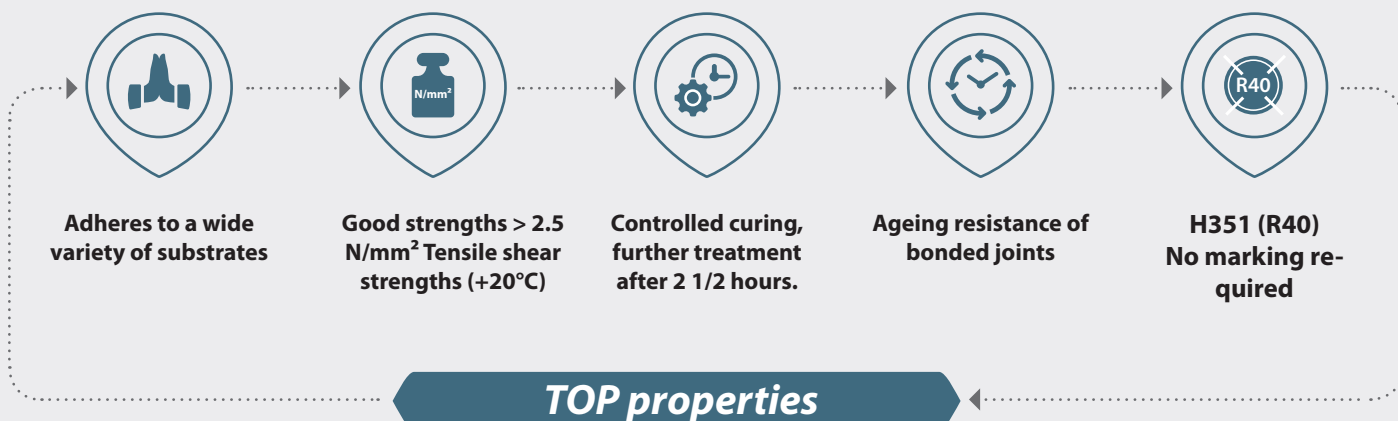 N/mm²
R40
Adheres to a wide
variety of substrates
Good strengths > 2.5
N/mm² Tensile shear
strengths (+20°C)
Controlled curing,
further treatment
after 2 1/2 hours.
Ageing resistance of
bonded joints
H351 (R40)
No marking re-
quired
TOP properties